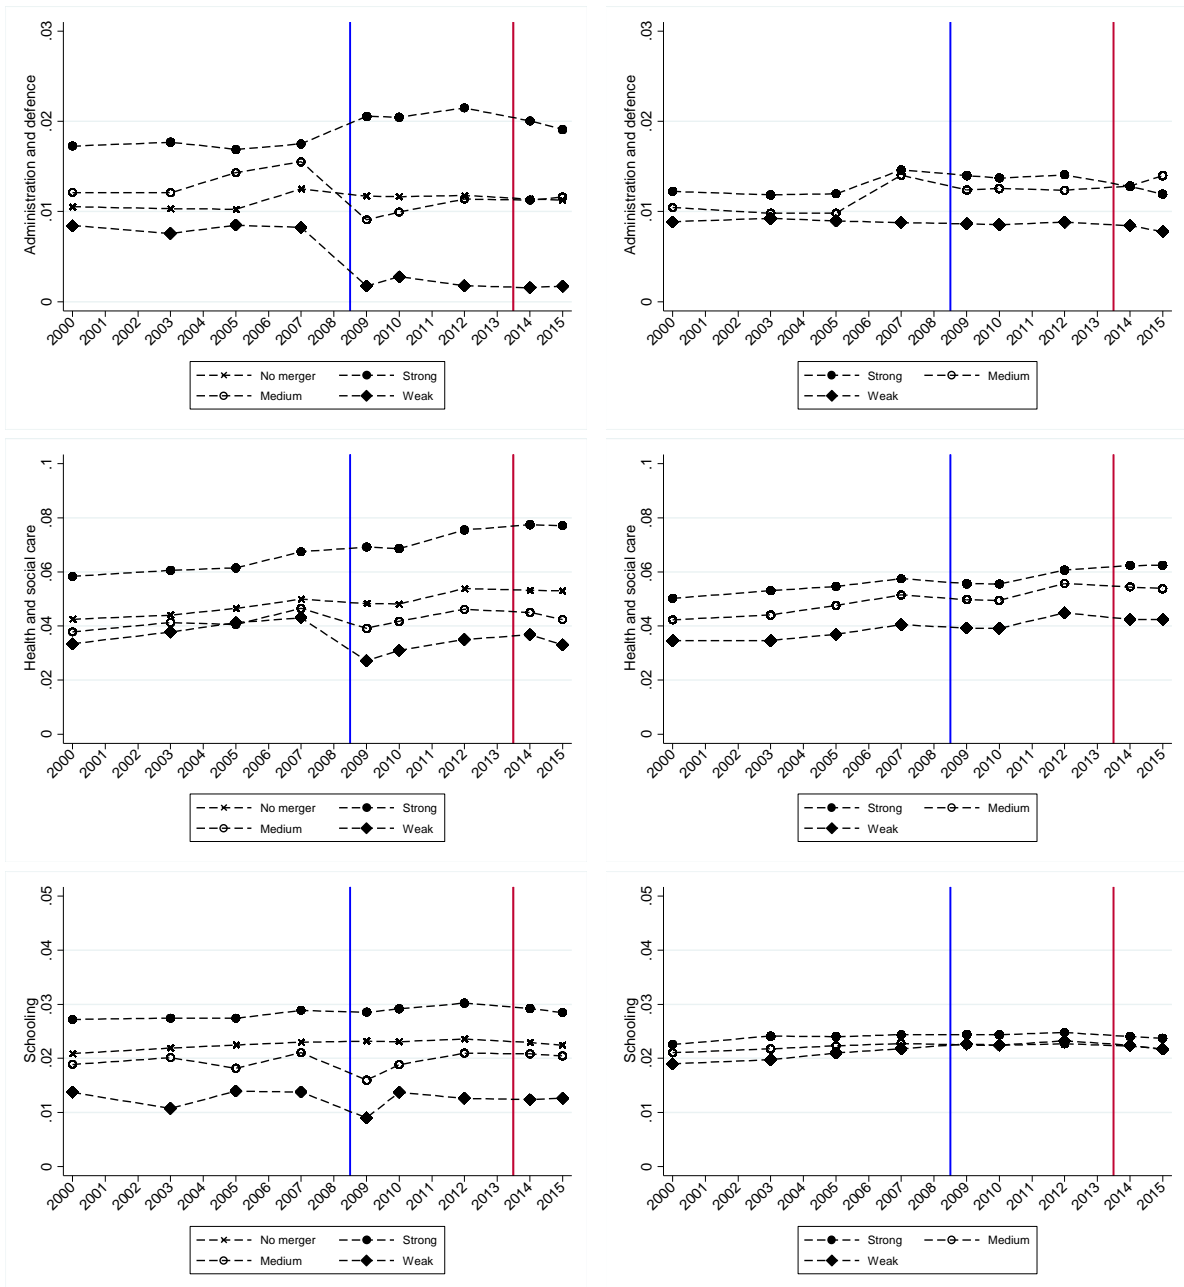 Administration and defence
.03
.02
.01
0
2000 2001 2002 2003 2004 2005 2006 2007 2008 2009 2010 2011 2012 2013 2014 2015
No merger Strong
Medium Weak
Administration and defence
.03
.02
.01
0
2000 2001 2002 2003 2004 2005 2006 2007 2008 2009 2010 2011 2012 2013 2014 2015
Strong Medium
Weak
Health and social care
.1
.08
.06
.04
.02
0
2000 2001 2002 2003 2004 2005 2006 2007 2008 2009 2010 2011 2012 2013 2014 2015
No merger Strong
Medium Weak
Health and social care
.1
.08
.06
.04
.02
0
2000 2001 2002 2003 2004 2005 2006 2007 2008 2009 2010 2011 2012 2013 2014 2015
Strong Medium
Weak
Schooling
.05
.04
.03
.02
.01
0
2000 2001 2002 2003 2004 2005 2006 2007 2008 2009 2010 2011 2012 2013 2014 2015
No merger Strong
Medium Weak
Schooling
.05
.04
.03
.02
.01
0
2000 2001 2002 2003 2004 2005 2006 2007 2008 2009 2010 2011 2012 2013 2014 2015
Strong Medium
Weak